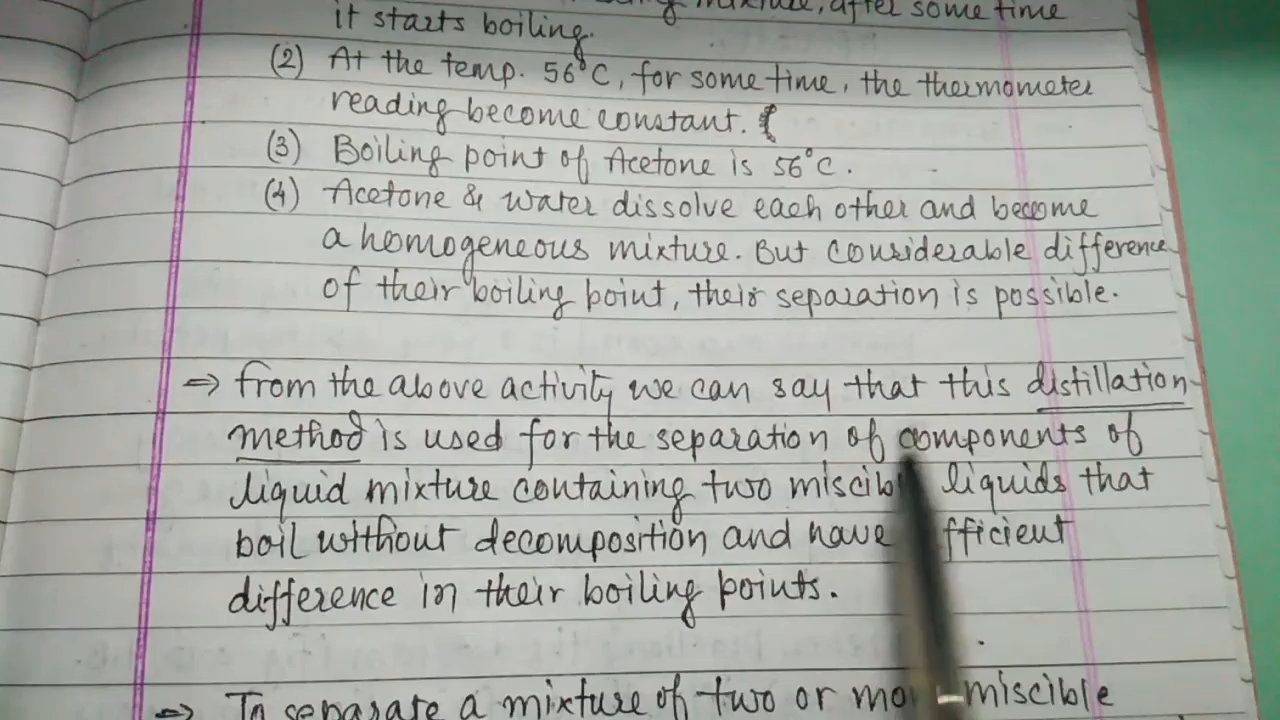 mixture, after some time
it starts boiling.
(2) At the temp. 56°C, for some time, the thermometer
reading become constant.
(3) Boiling point of Acetone is 56°C.
(4) Acetone & water dissolve each other and become
a homogeneous mixture. But considerable difference
of their boiling point, their separation is possible.
⇒ from the above activity we can say that this distillation
method is used for the separation of components of
liquid mixture containing two liquids that
boil without decomposition and have
difference in their boiling points.
⇒ To separate a mixture of two or miscible